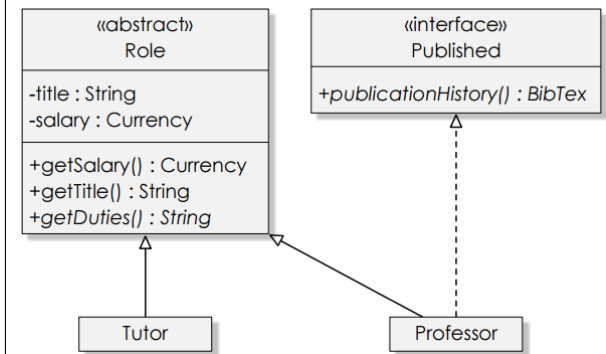 «abstract»
Role
-title : String
-salary : Currency
+getSalary() : Currency
+getTitle() : String
+getDuties() : String
«interface»
Published
+publicationHistory() : BibTex
Tutor
Professor